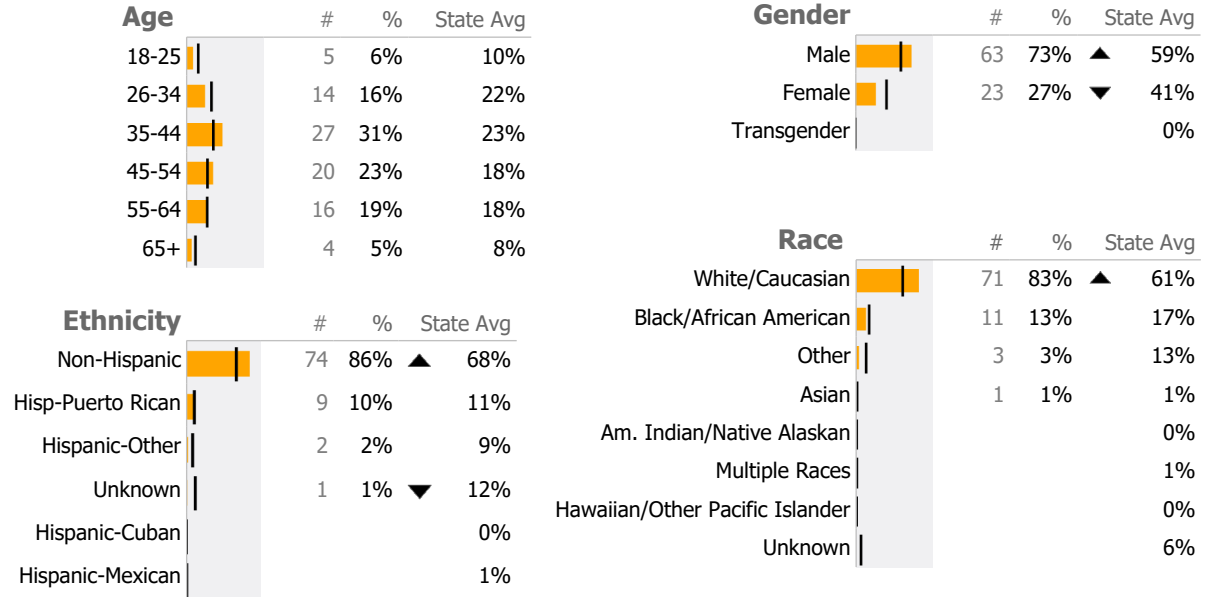 Age # % State Avg
18-25 5 6% 10%
26-34 14 16% 22%
35-44 27 31% 23%
45-54 20 23% 18%
55-64 16 19% 18%
65+ 4 5% 8%
Ethnicity # % State Avg
Non-Hispanic 74 86% ▲ 68%
Hisp-Puerto Rican 9 10% 11%
Hispanic-Other 2 2% 9%
Unknown 1 1% ▼ 12%
Hispanic-Cuban 0%
Hispanic-Mexican 1%
Gender # % State Avg
Male 63 73% ▲ 59%
Female 23 27% ▼ 41%
Transgender 0%
Race # % State Avg
White/Caucasian 71 83% ▲ 61%
Black/African American 11 13% 17%
Other 3 3% 13%
Asian 1 1% 1%
Am. Indian/Native Alaskan 0%
Multiple Races 1%
Hawaiian/Other Pacific Islander 0%
Unknown 6%